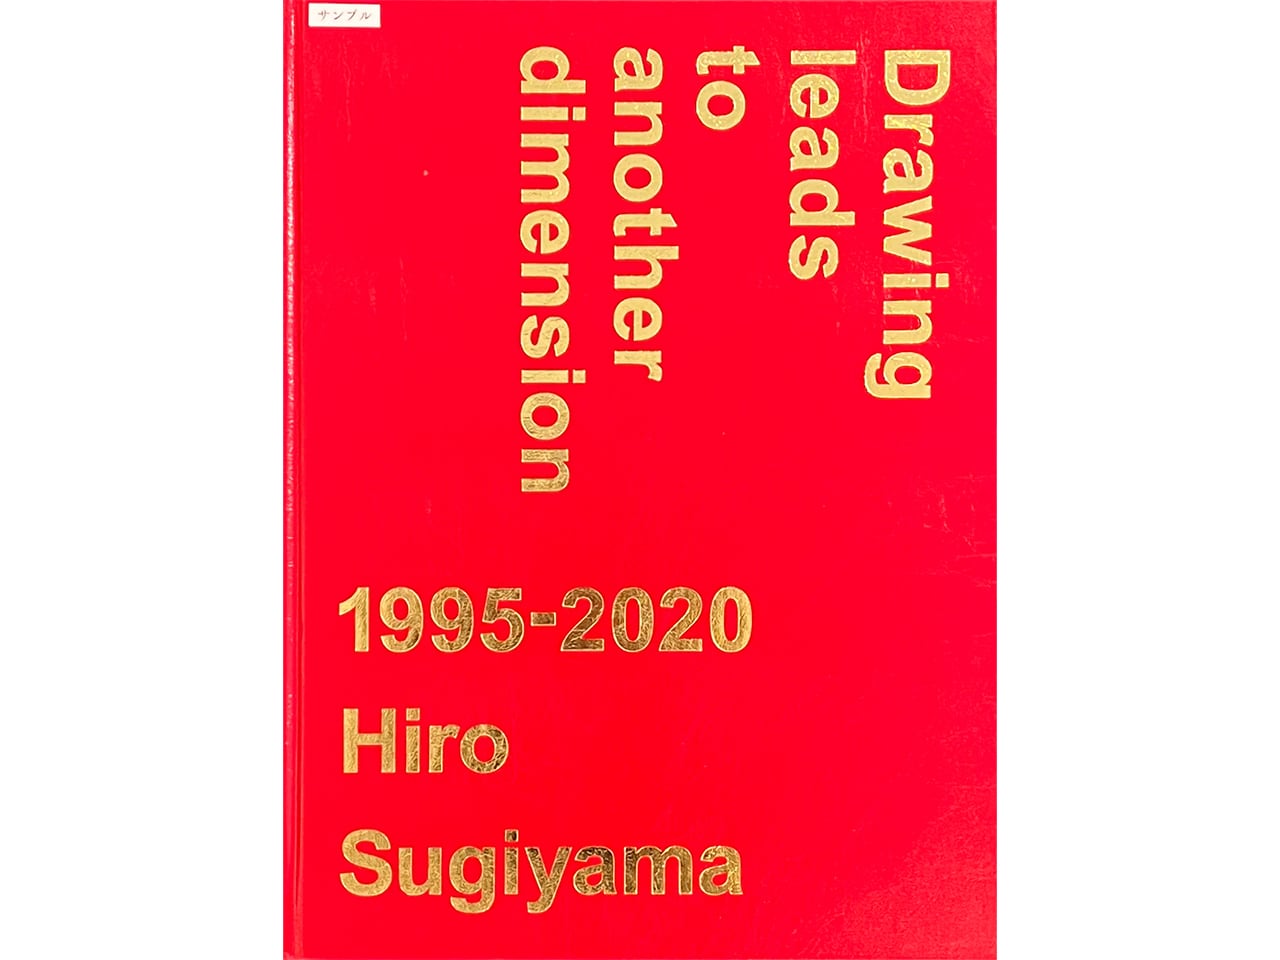 サンプル
Drawing
leads
to
another
dimension
1995-2020
Hiro
Sugiyama